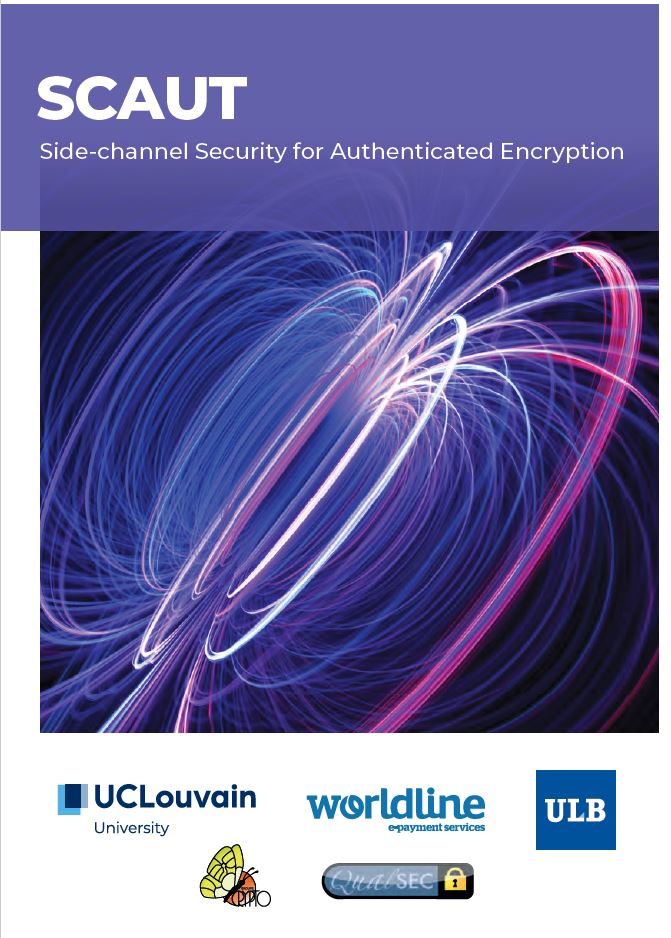 SCAUT
Side-channel Security for Authenticated Encryption
UCLouvain
University
worldline
e-payment services
ULB
QualSEC